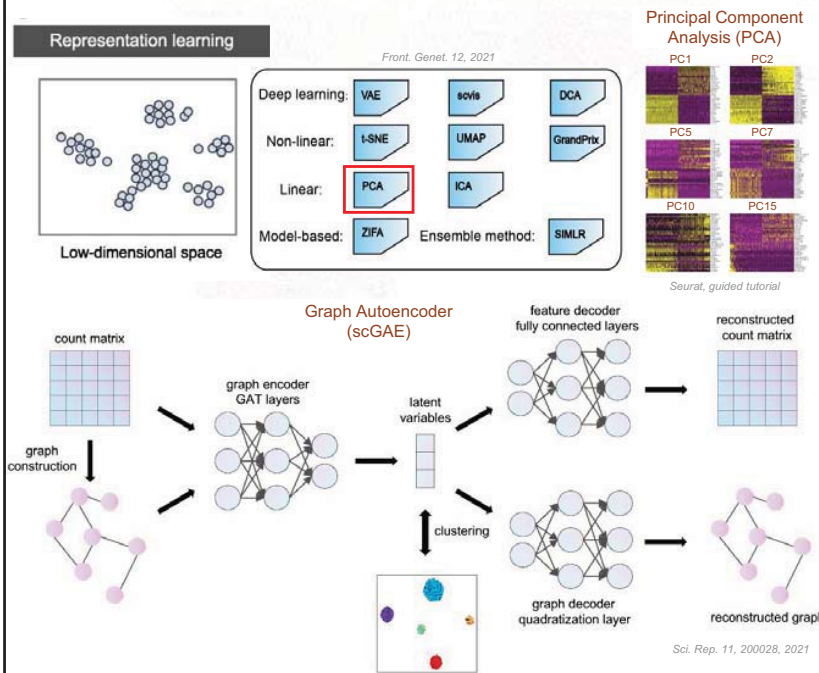 Representation learning
Front. Genet. 12, 2021
Principal Component
Analysis (PCA)
PC1 PC2
PC5 PC7
PC10 PC15
Seurat, guided tutorial
Deep learning: VAE scvis DCA
Non-linear: t-SNE UMAP GrandPrix
Linear: PCA ICA
Model-based: ZIFA Ensemble method: SIMLR
Low-dimensional space
Graph Autoencoder
(scGAE)
count matrix
graph
construction
graph encoder
GAT layers
latent
variables
clustering
feature decoder
fully connected layers
reconstructed
count matrix
graph decoder
quadratization layer
reconstructed graph
Sci. Rep. 11, 200028, 2021